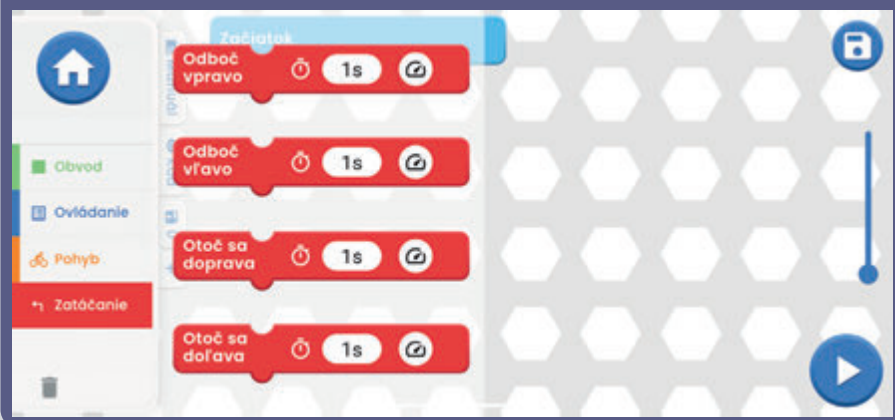 Začiatok
Odboč
vpravo
1s
Odboč
vľavo
1s
Otoč sa
doprava
1s
Otoč sa
doľava
1s
Obvod
Ovládanie
Pohyb
Zatáčanie